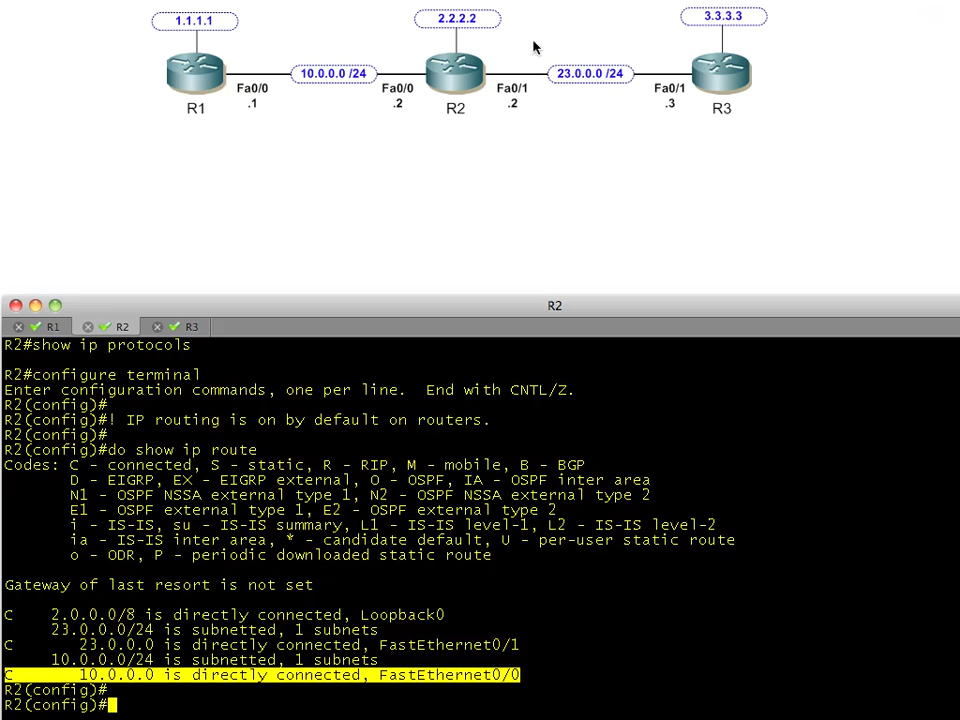 1.1.1.1
2.2.2.2
3.3.3.3
10.0.0.0 /24
23.0.0.0 /24
Fa0/0
.1
Fa0/0
.2
Fa0/1
.2
Fa0/1
.3
R1
R2
R3
R2
R1
R2
R3
R2#show ip protocols
R2#configure terminal
Enter configuration commands, one per line.  End with CNTL/Z.
R2(config)#
R2(config)#! IP routing is on by default on routers.
R2(config)#
R2(config)#do show ip route
Codes: C - connected, S - static, R - RIP, M - mobile, B - BGP
D - EIGRP, EX - EIGRP external, O - OSPF, IA - OSPF inter area
N1 - OSPF NSSA external type 1, N2 - OSPF NSSA external type 2
E1 - OSPF external type 1, E2 - OSPF external type 2
i - IS-IS, su - IS-IS summary, L1 - IS-IS level-1, L2 - IS-IS level-2
ia - IS-IS inter area, * - candidate default, U - per-user static route
o - ODR, P - periodic downloaded static route
Gateway of last resort is not set
C    2.0.0.0/8 is directly connected, Loopback0
23.0.0.0/24 is subnetted, 1 subnets
C       23.0.0.0 is directly connected, FastEthernet0/1
10.0.0.0/24 is subnetted, 1 subnets
C       10.0.0.0 is directly connected, FastEthernet0/0
R2(config)#
R2(config)#